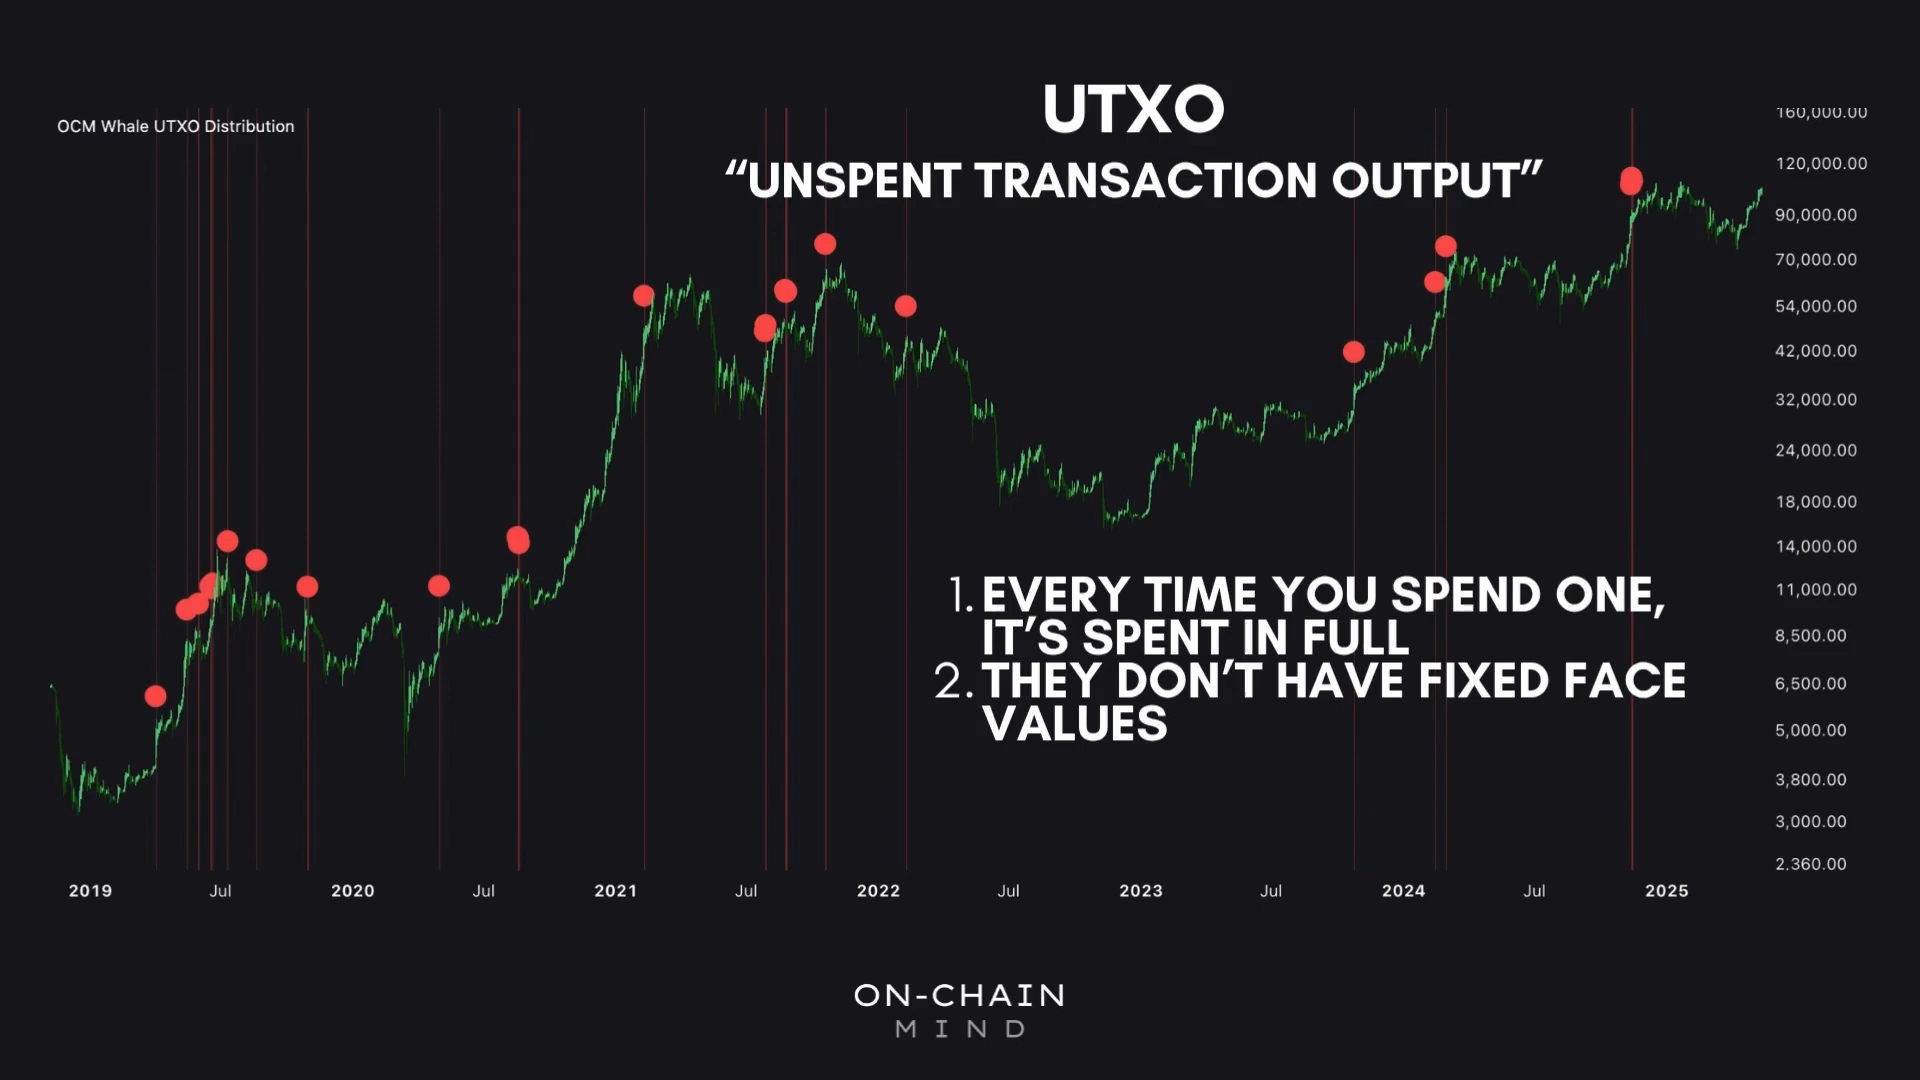 UTXO
OCM Whale UTXO Distribution
“UNSPENT TRANSACTION OUTPUT”
160,000.00
120,000.00
90,000.00
70,000.00
54,000.00
42,000.00
32,000.00
24,000.00
18,000.00
14,000.00
11,000.00
8,500.00
6,500.00
5,000.00
3,800.00
3,000.00
2.360.00
1. EVERY TIME YOU SPEND ONE,
IT’S SPENT IN FULL
2. THEY DON’T HAVE FIXED FACE
VALUES
2019 Jul 2020 Jul 2021 Jul 2022 Jul 2023 Jul 2024 Jul 2025
ON-CHAIN
MIND